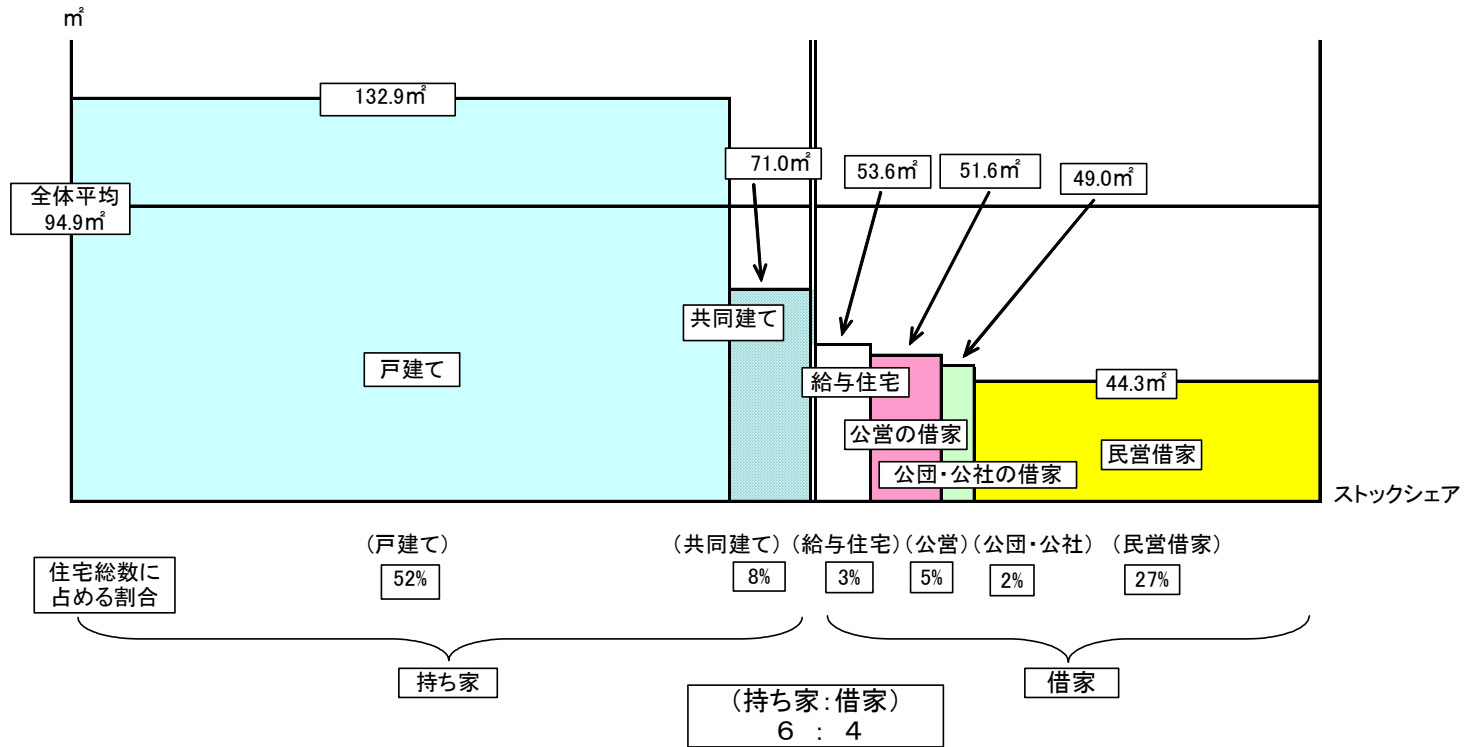 ㎡
132.9㎡
71.0㎡
53.6㎡
51.6㎡
49.0㎡
全体平均
94.9㎡
共同建て
戸建て
給与住宅
44.3㎡
公営の借家
民営借家
公団・公社の借家
ストックシェア
(戸建て)
(共同建て)
(給与住宅)
(公営)
(公団・公社)
(民営借家)
住宅総数に
占める割合
52%
8%
3%
5%
2%
27%
持ち家
借家
(持ち家:借家)
6 : 4